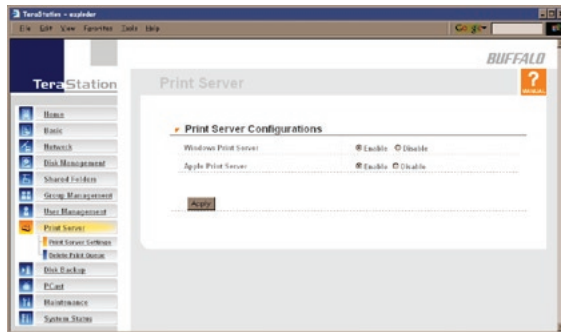 TeraStation - explorer
File Edit View Favorites Tools Help
Google
BUFFALO
TeraStation
Print Server
?
MANUAL
Home
Basic
Network
Disk Management
Shared Folders
Group Management
User Management
Print Server
Print Server Settings
Delete Print Queue
Disk Backup
PCast
Maintenance
System Status
Print Server Configurations
Windows Print Server Enable Disable
Apple Print Server Enable Disable
Apply